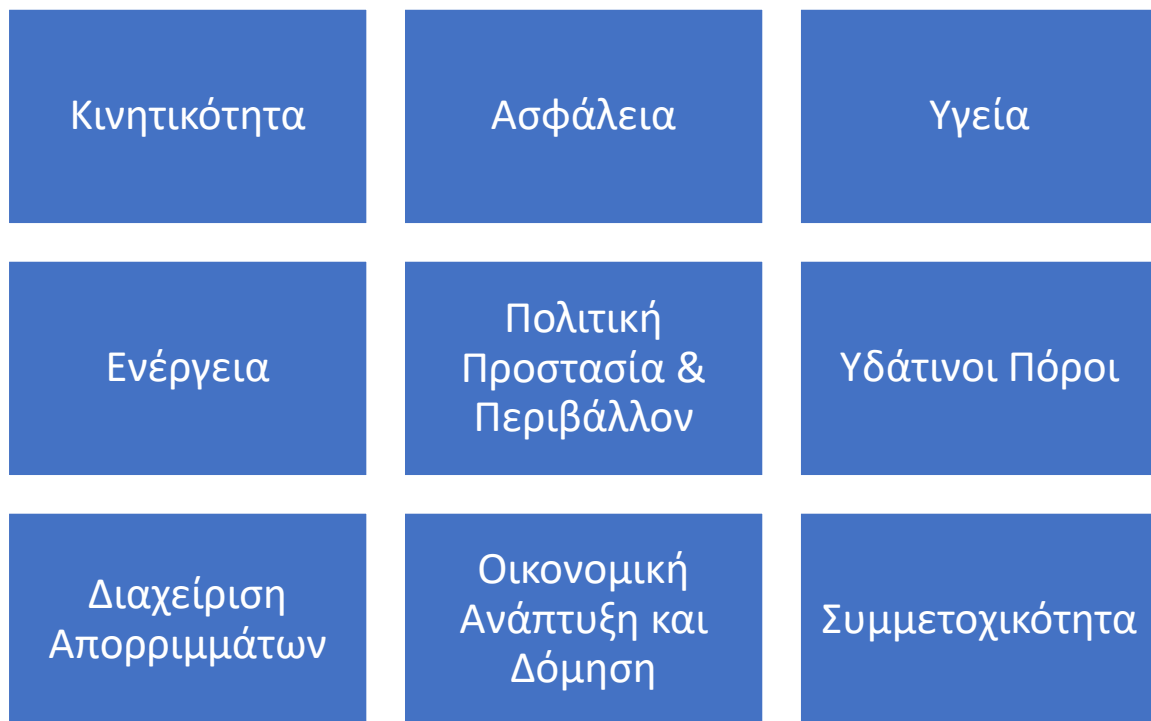 Κινητικότητα
Ασφάλεια
Υγεία
Ενέργεια
Πολιτική
Προστασία &
Περιβάλλον
Υδάτινοι Πόροι
Διαχείριση
Απορριμμάτων
Οικονομική
Ανάπτυξη και
Δόμηση
Συμμετοχικότητα